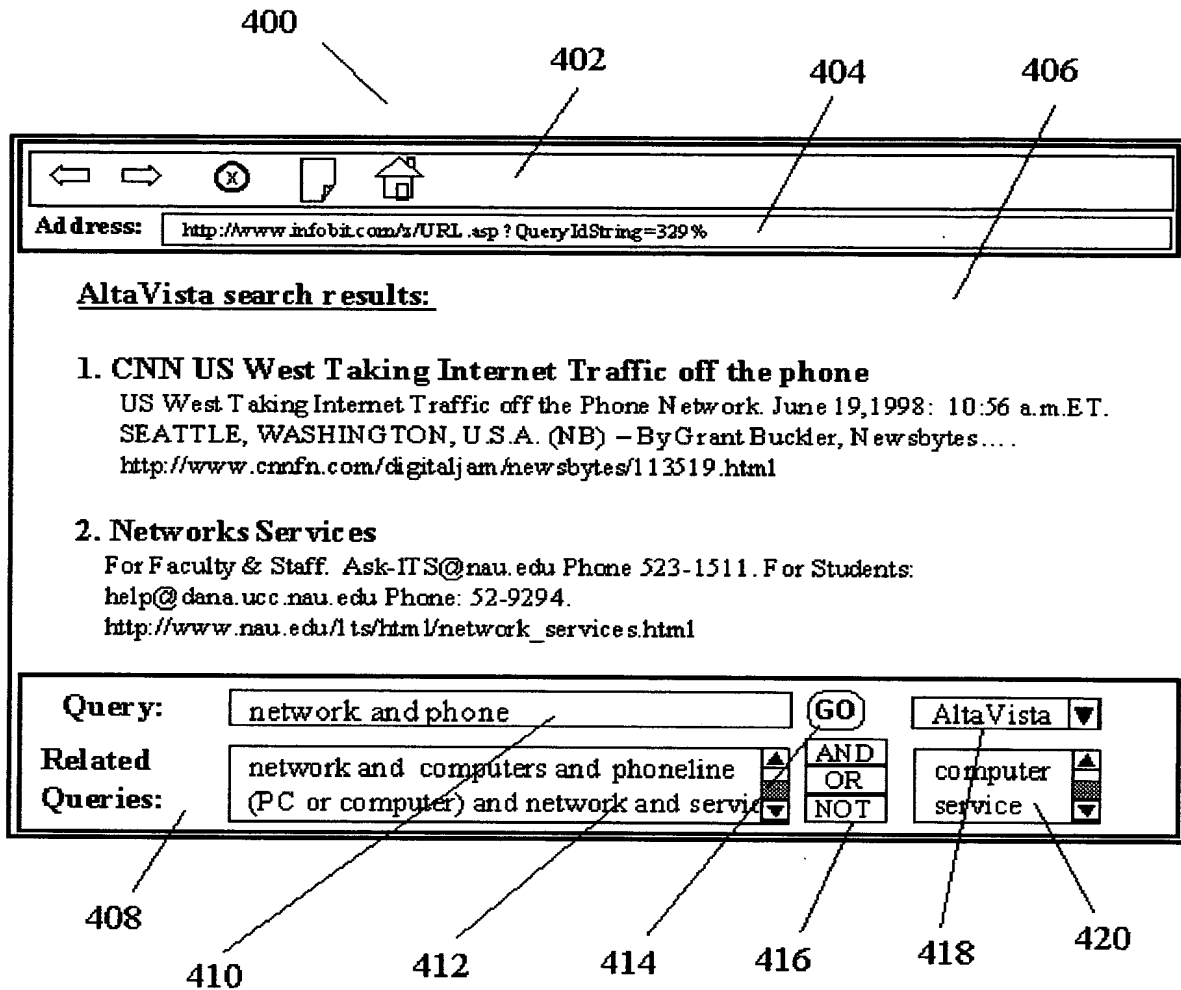 400
402
404
406
Address: http://www.infobit.com/s/URL.asp?QueryIdString=329%
AltaVista search results:
1. CNN US West Taking Internet Traffic off the phone
US West Taking Internet Traffic off the Phone Network. June 19,1998: 10:56 a.m.ET.
SEATTLE, WASHINGTON, U.S.A. (NB) – By Grant Buckler, Newsbytes....
http://www.cnnfn.com/digitaljam/newsbytes/113519.html
2. Networks Services
For Faculty & Staff. Ask-ITS@nau.edu Phone 523-1511. For Students:
help@dana.ucc.nau.edu Phone: 52-9294.
http://www.nau.edu/1ts/html/network_services.html
Query: network and phone GO AltaVista
Related Queries:
network and computers and phoneline
(PC or computer) and network and servic
AND
OR
NOT
computer
service
408
410
412
414
416
418
420